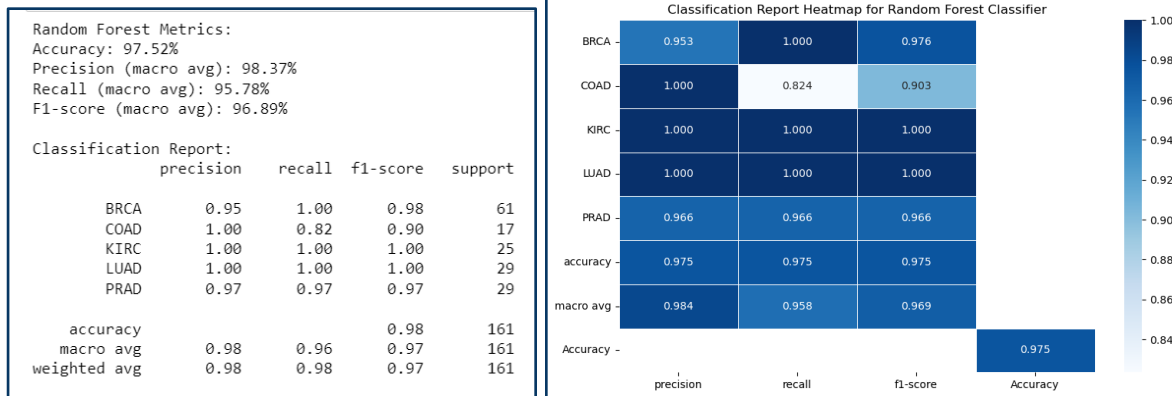 Random Forest Metrics:
Accuracy: 97.52%
Precision (macro avg): 98.37%
Recall (macro avg): 95.78%
F1-score (macro avg): 96.89%
Classification Report:
precision recall f1-score support
BRCA 0.95 1.00 0.98 61
COAD 1.00 0.82 0.90 17
KIRC 1.00 1.00 1.00 25
LUAD 1.00 1.00 1.00 29
PRAD 0.97 0.97 0.97 29
accuracy 0.98 161
macro avg 0.98 0.96 0.97 161
weighted avg 0.98 0.98 0.97 161
Classification Report Heatmap for Random Forest Classifier
BRCA 0.953 1.000 0.976
COAD 1.000 0.824 0.903
KIRC 1.000 1.000 1.000
LUAD 1.000 1.000 1.000
PRAD 0.966 0.966 0.966
accuracy 0.975 0.975 0.975
macro avg 0.984 0.958 0.969
Accuracy 0.975
precision recall f1-score Accuracy
1.00
0.98
0.96
0.94
0.92
0.90
0.88
0.86
0.84